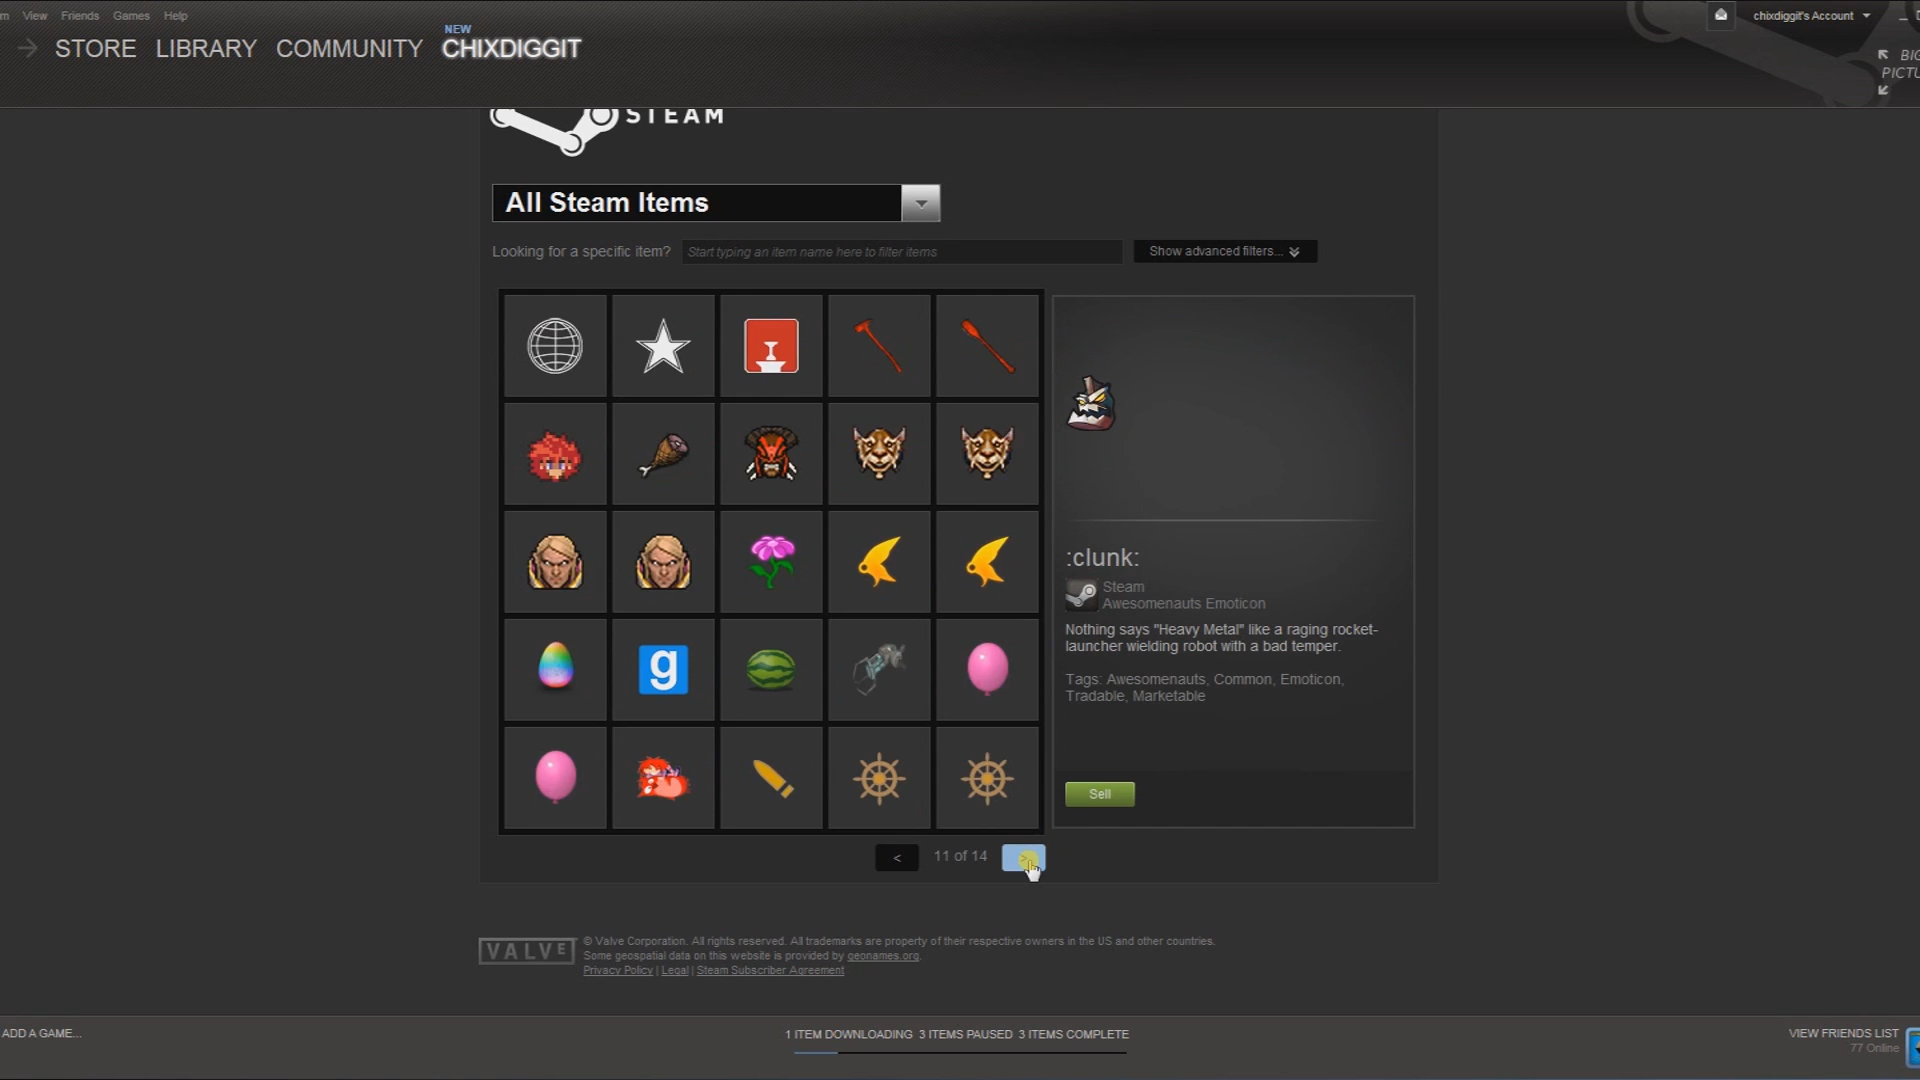 View Friends Games Help
chixdiggit's Account
NEW
STORE LIBRARY COMMUNITY CHIXDIGGIT
STEAM
All Steam Items
Looking for a specific item? Start typing an item name here to filter items Show advanced filters...
g
:clunk:
Steam
Awesomenauts Emoticon
Nothing says "Heavy Metal" like a raging rocket-
launcher wielding robot with a bad temper.
Tags: Awesomenauts, Common, Emoticon,
Tradable, Marketable
Sell
< 11 of 14
VALVE
© Valve Corporation. All rights reserved. All trademarks are property of their respective owners in the US and other countries.
Some geospatial data on this website is provided by geonames.org.
Privacy Policy | Legal | Steam Subscriber Agreement
ADD A GAME...
1 ITEM DOWNLOADING 3 ITEMS PAUSED 3 ITEMS COMPLETE
VIEW FRIENDS LIST
77 Online